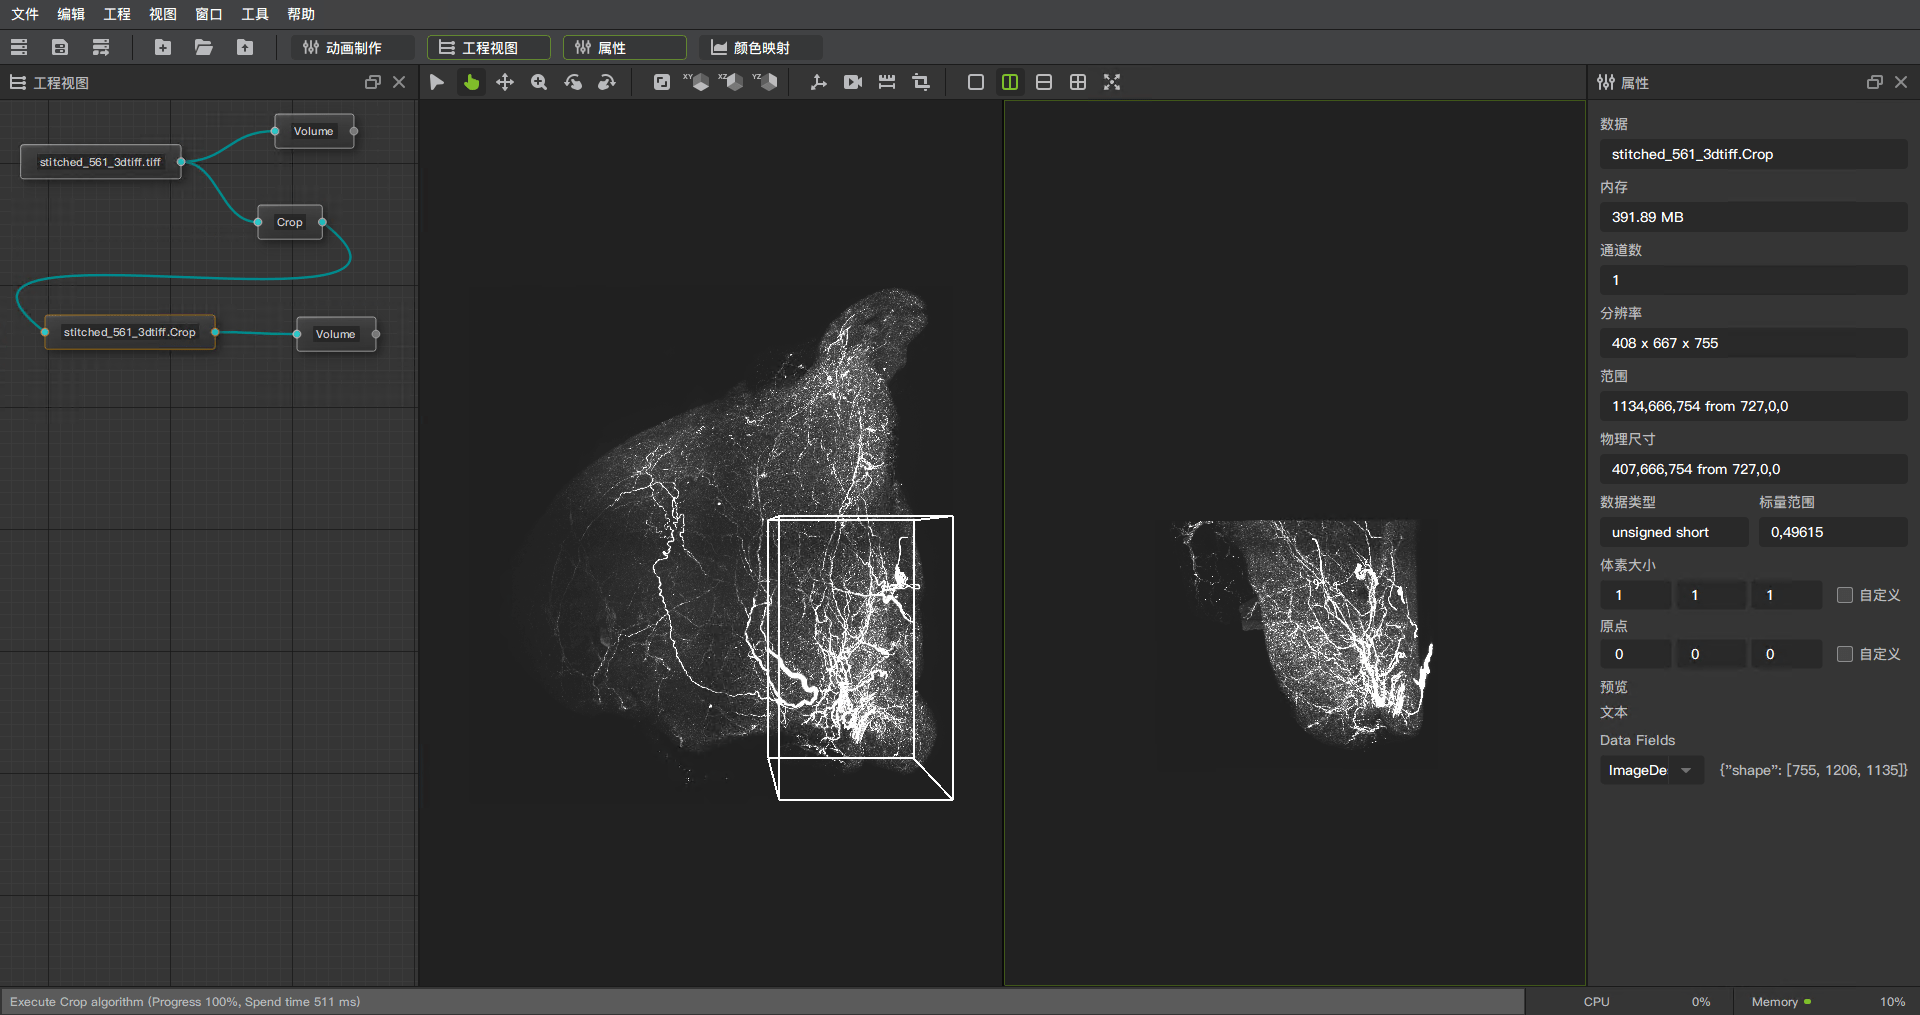 文件 编辑 工程 视图 窗口 工具 帮助
动画制作 工程视图 属性 颜色映射
工程视图
Volume
stitched_561_3dtiff.tiff
Crop
stitched_561_3dtiff.Crop
Volume
XY XZ YZ
属性
数据
stitched_561_3dtiff.Crop
内存
391.89 MB
通道数
1
分辨率
408 x 667 x 755
范围
1134,666,754 from 727,0,0
物理尺寸
407,666,754 from 727,0,0
数据类型 标量范围
unsigned short 0,49615
体素大小
1 1 1 自定义
原点
0 0 0 自定义
预览
文本
Data Fields
ImageDe {"shape": [755, 1206, 1135]}
Execute Crop algorithm (Progress 100%, Spend time 511 ms) CPU 0% Memory 10%